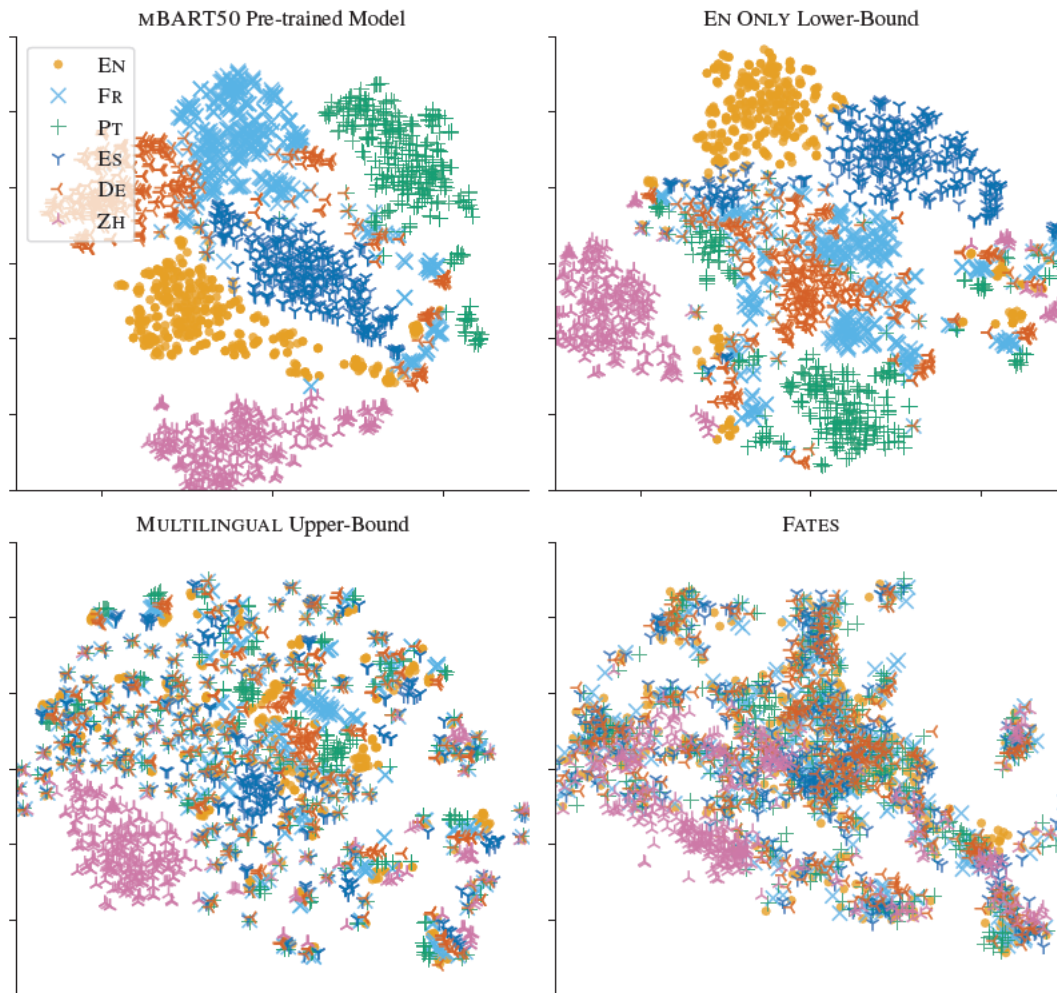 MBART50 Pre-trained Model
EN ONLY Lower-Bound
EN
FR
PT
ES
DE
ZH
MULTILINGUAL Upper-Bound
FATES